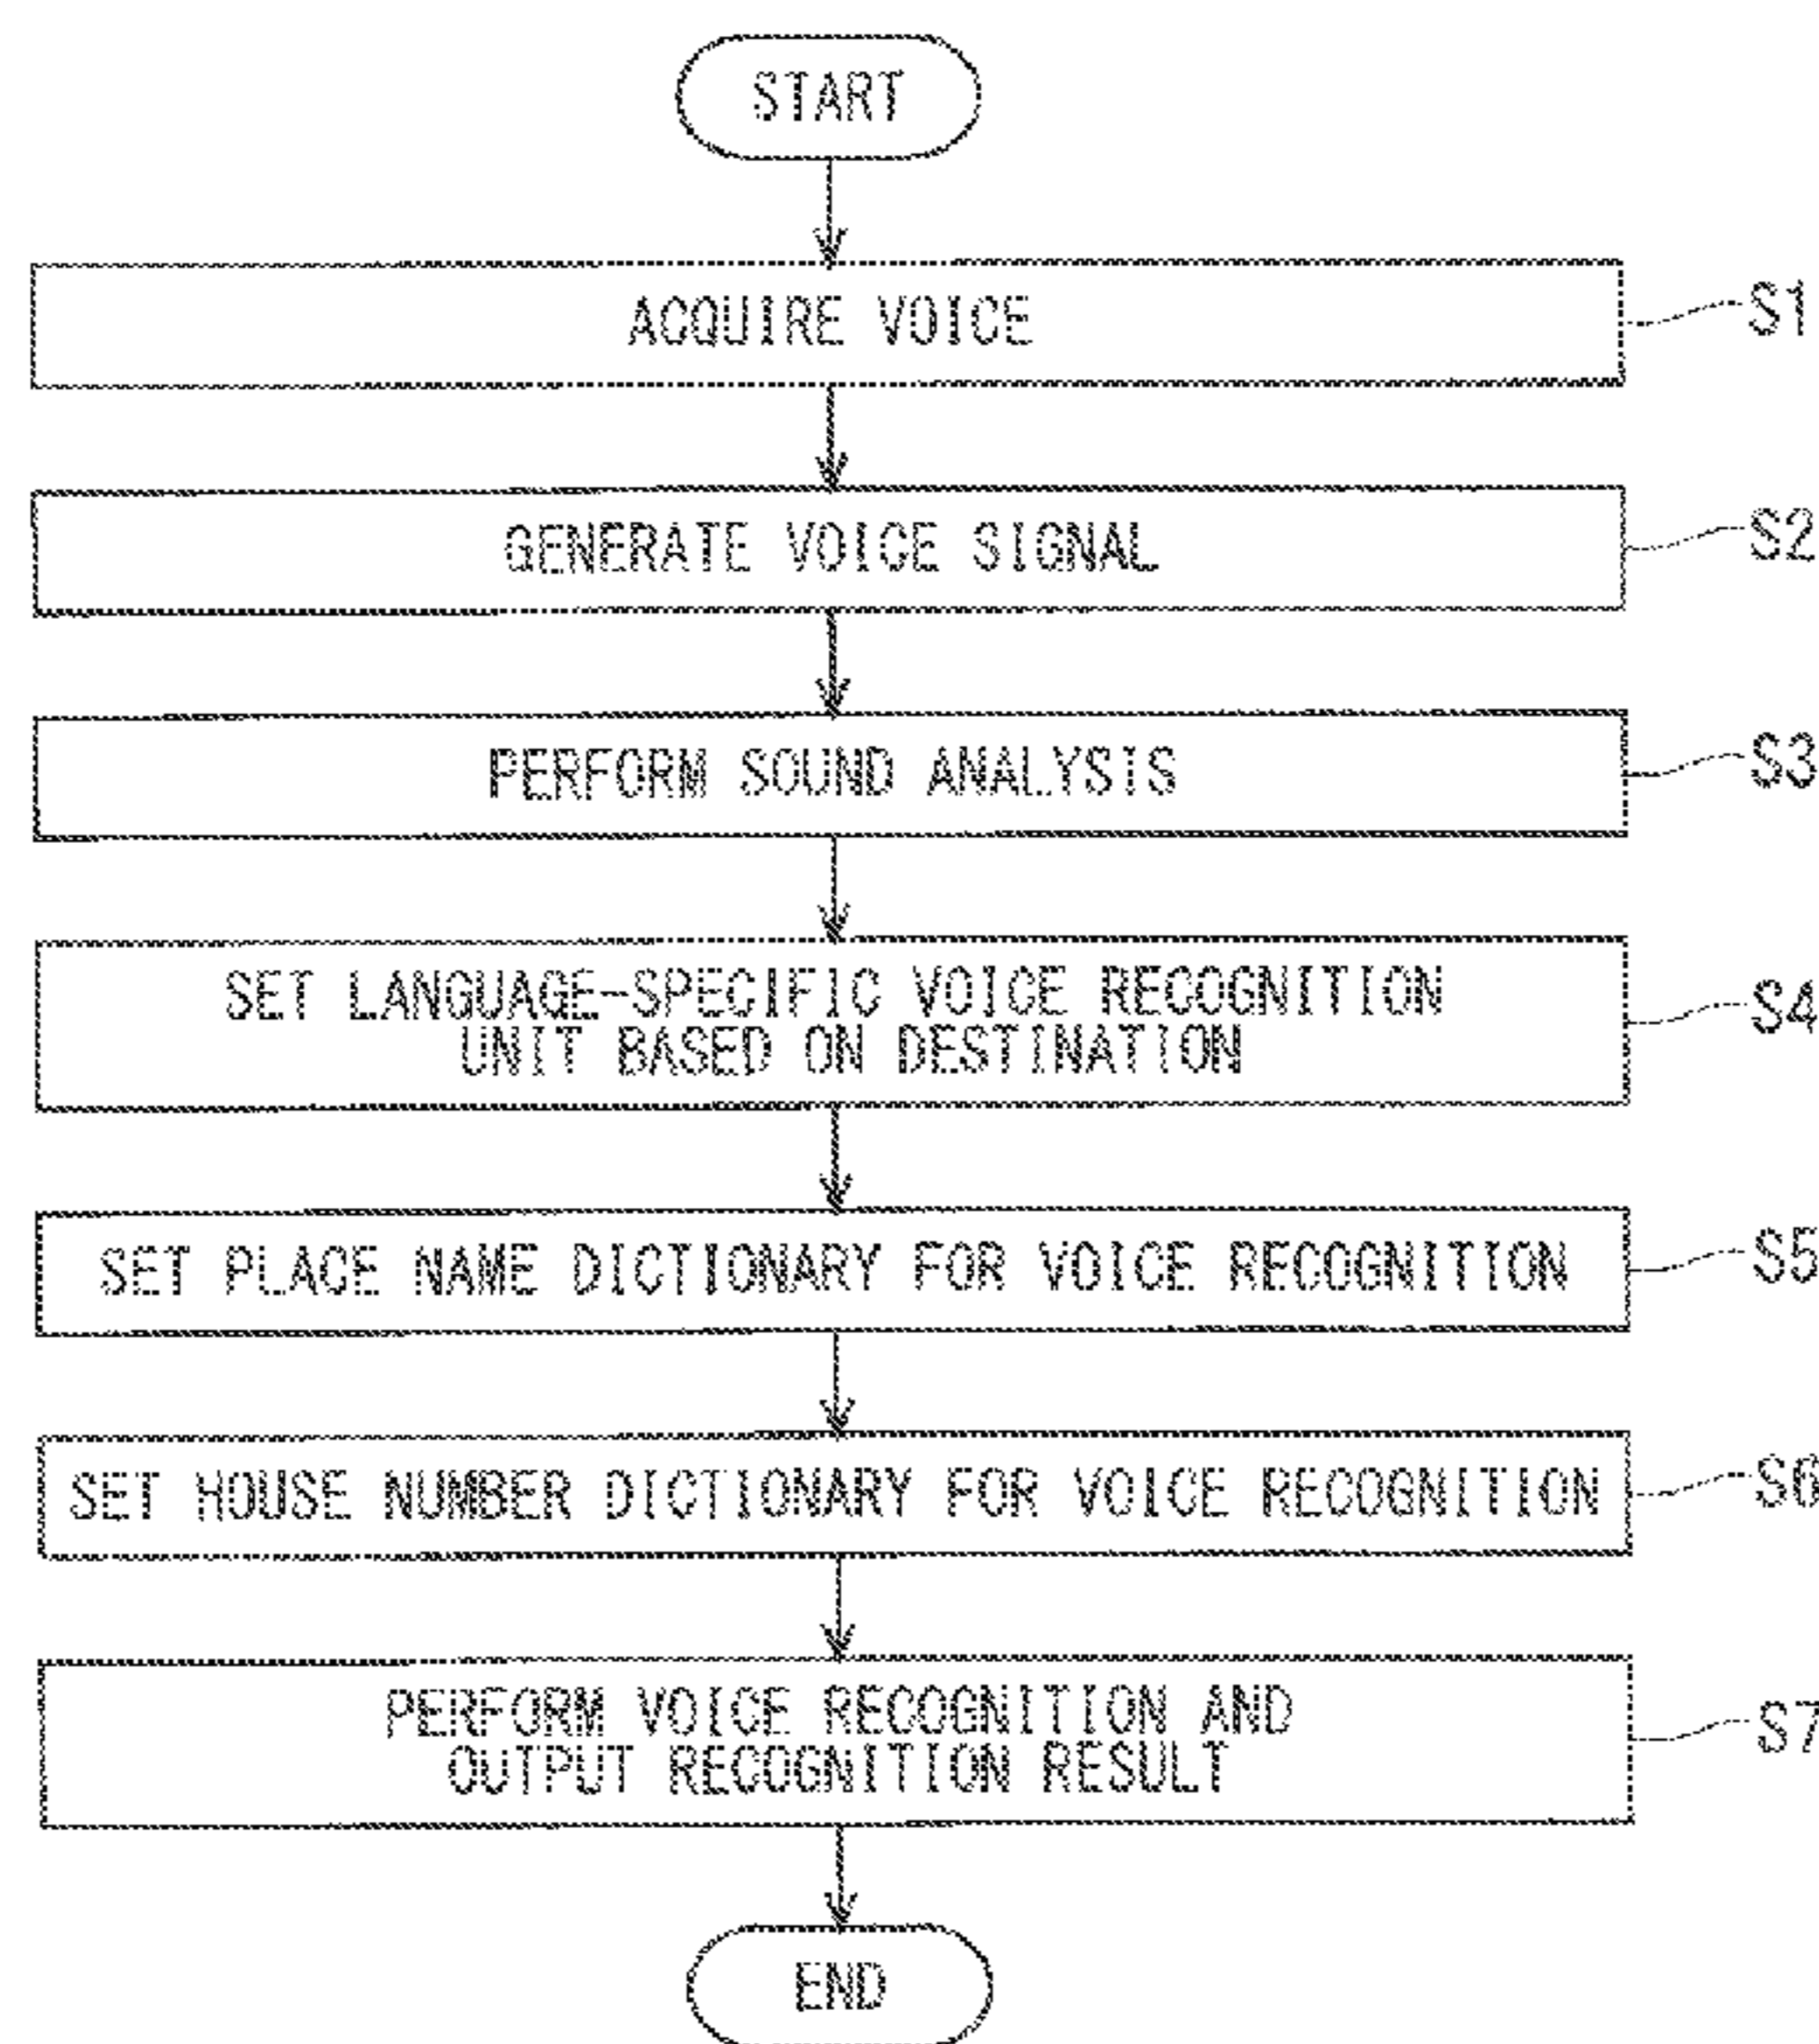 START
ACQUIRE VOICE
S1
GENERATE VOICE SIGNAL
S2
PERFORM SOUND ANALYSIS
S3
SET LANGUAGE-SPECIFIC VOICE RECOGNITION
UNIT BASED ON DESTINATION
S4
SET PLACE NAME DICTIONARY FOR VOICE RECOGNITION
S5
SET HOUSE NUMBER DICTIONARY FOR VOICE RECOGNITION
S6
PERFORM VOICE RECOGNITION AND
OUTPUT RECOGNITION RESULT
S7
END